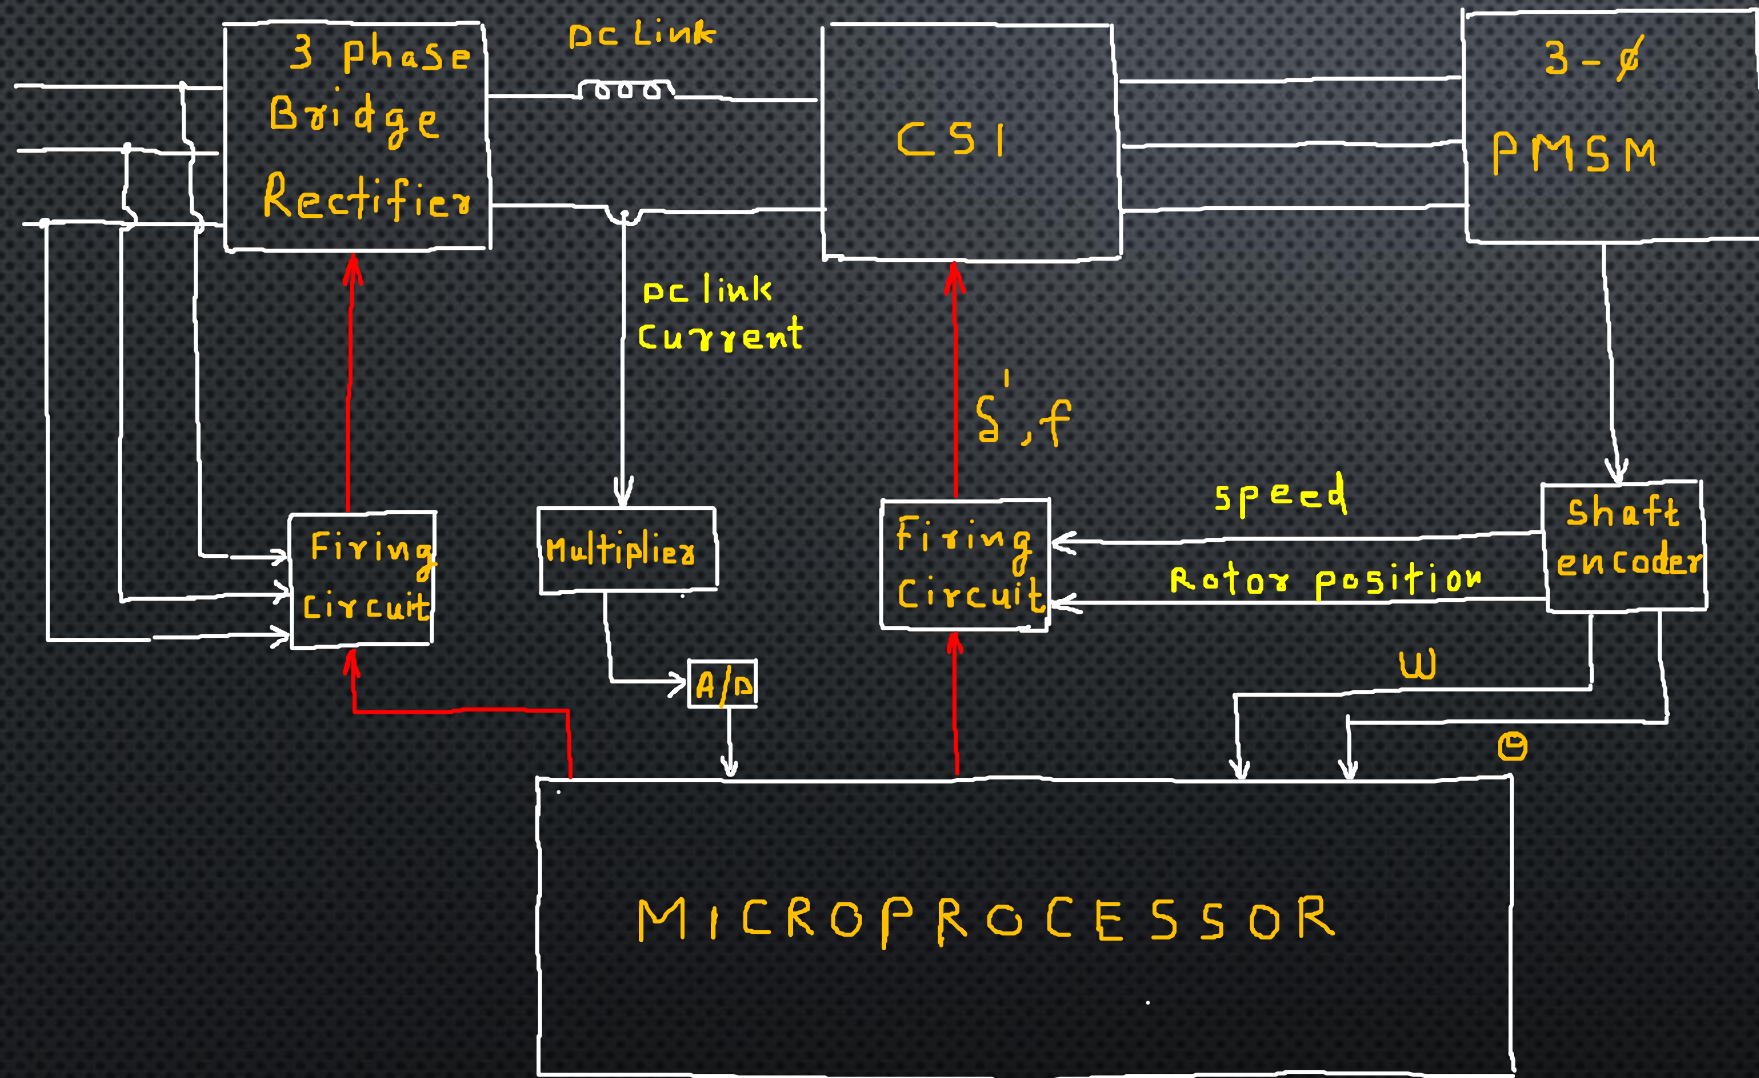 3 Phase
Bridge
Rectifier
DC Link
CSI
3-ϕ
PMSM
DC link
Current
δ', f
Speed
Rotor position
Shaft
encoder
Firing
Circuit
Multiplier
Firing
Circuit
A/D
W
Θ
MICROPROCESSOR